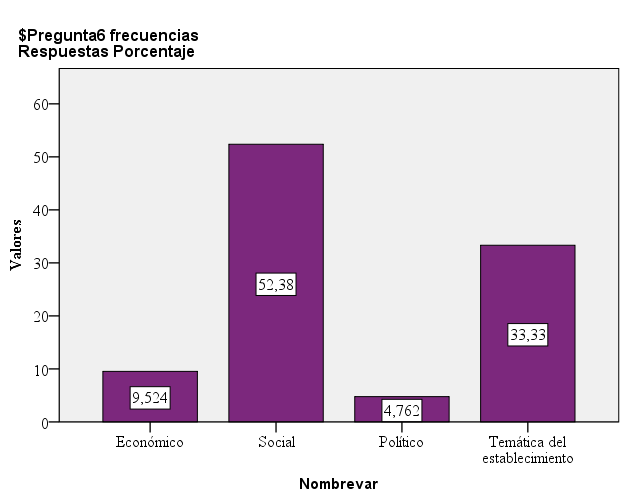 $Pregunta6 frecuencias
Respuestas Porcentaje
60
50
40
30
20
10
0
Valores
9,524
52,38
4,762
33,33
Económico
Social
Político
Temática del
establecimiento
Nombrevar